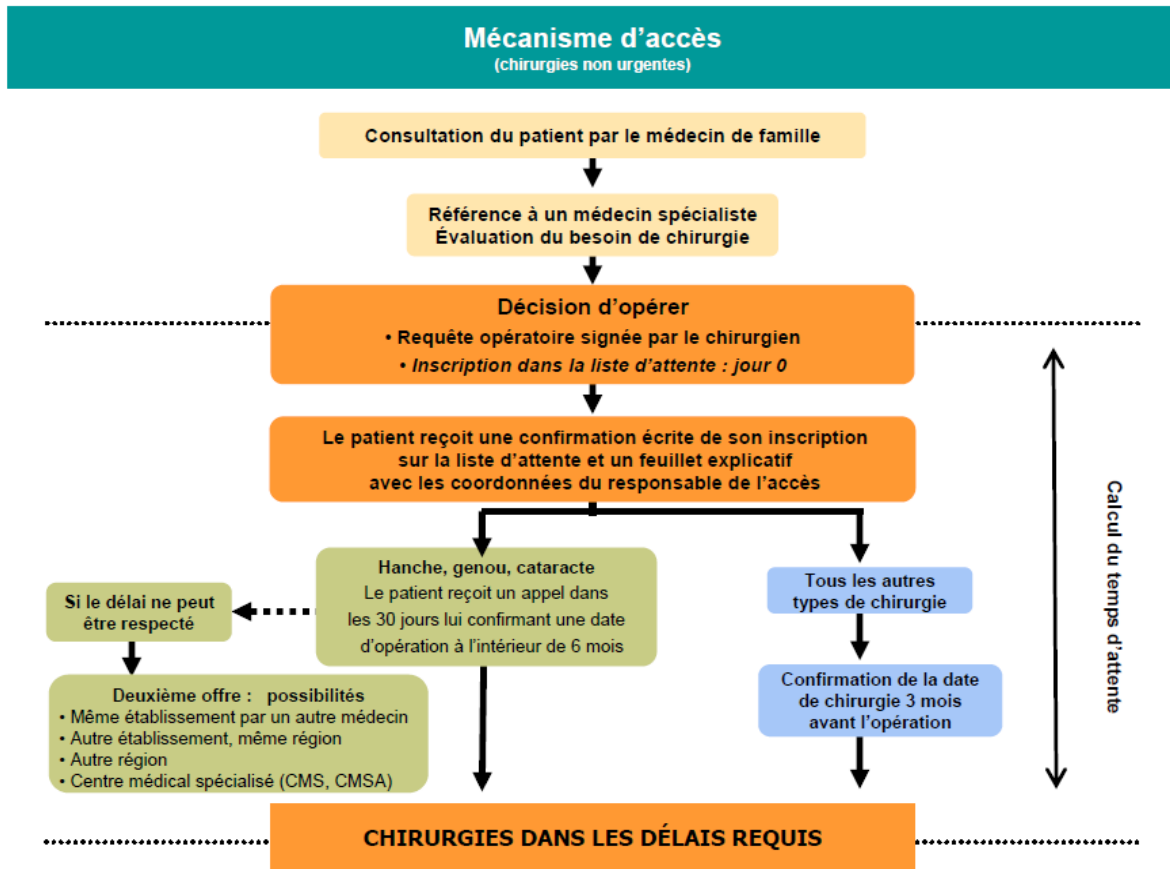 Mécanisme d'accès
(chirurgies non urgentes)
Consultation du patient par le médecin de famille
Référence à un médecin spécialiste
Évaluation du besoin de chirurgie
Décision d'opérer
• Requête opératoire signée par le chirurgien
• Inscription dans la liste d'attente : jour 0
Le patient reçoit une confirmation écrite de son inscription
sur la liste d'attente et un feuillet explicatif
avec les coordonnées du responsable de l'accès
Hanche, genou, cataracte
Le patient reçoit un appel dans
les 30 jours lui confirmant une date
d'opération à l'intérieur de 6 mois
Si le délai ne peut
être respecté
Deuxième offre : possibilités
• Même établissement par un autre médecin
• Autre établissement, même région
• Autre région
• Centre médical spécialisé (CMS, CMSA)
Tous les autres
types de chirurgie
Confirmation de la date
de chirurgie 3 mois
avant l'opération
Calcul du temps d'attente
CHIRURGIES DANS LES DÉLAIS REQUIS